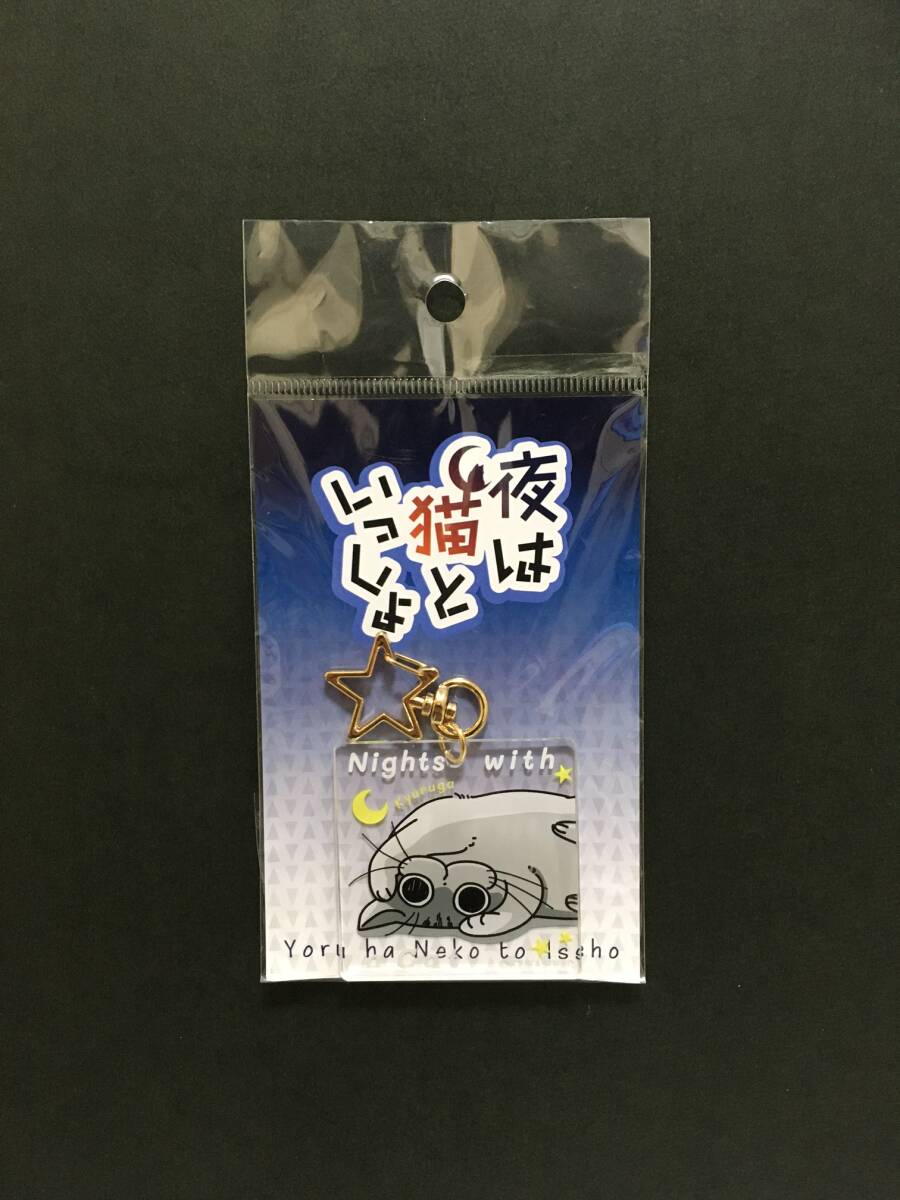 夜は
猫と
いっしょ
Nights with
Kyuruga
Yoru ha Neko to Issho